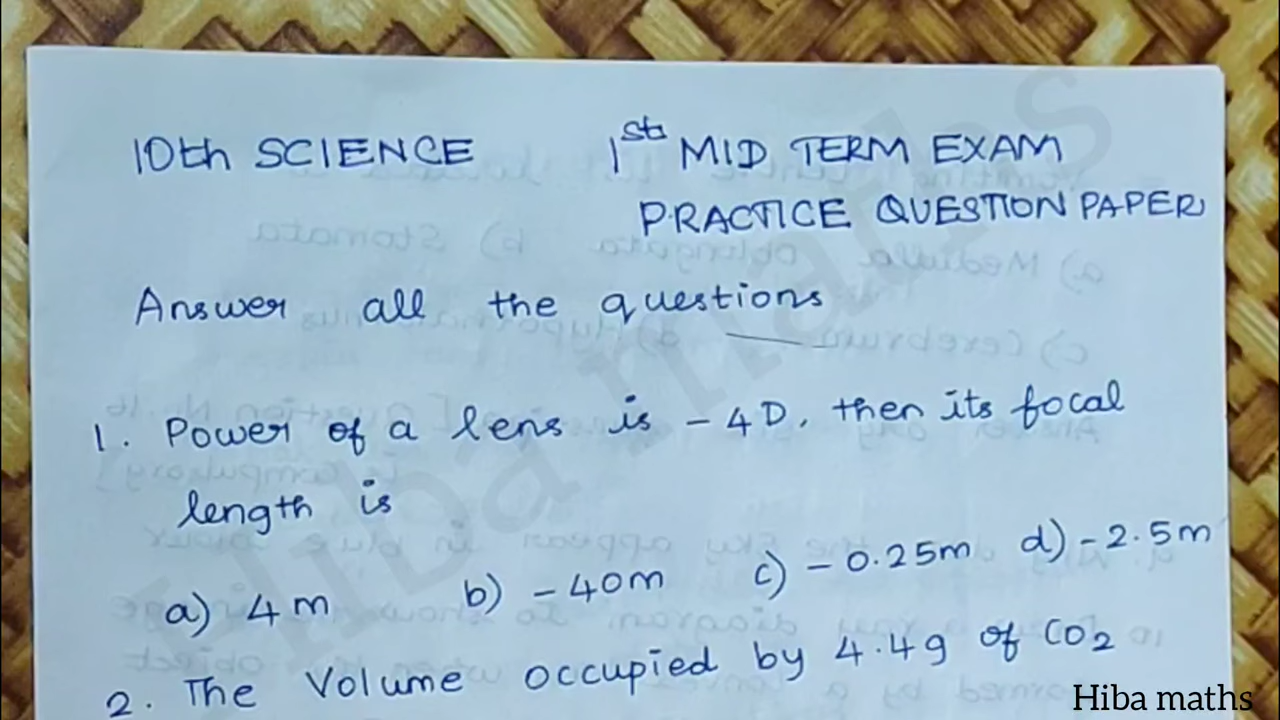 10th SCIENCE 1st MID TERM EXAM
PRACTICE QUESTION PAPER
Answer all the questions
1. Power of a lens is - 4D, then its focal
length is
a) 4m b) - 40m c) - 0.25m d) - 2.5m
2. The Volume occupied by 4.4g of CO2
Hiba maths